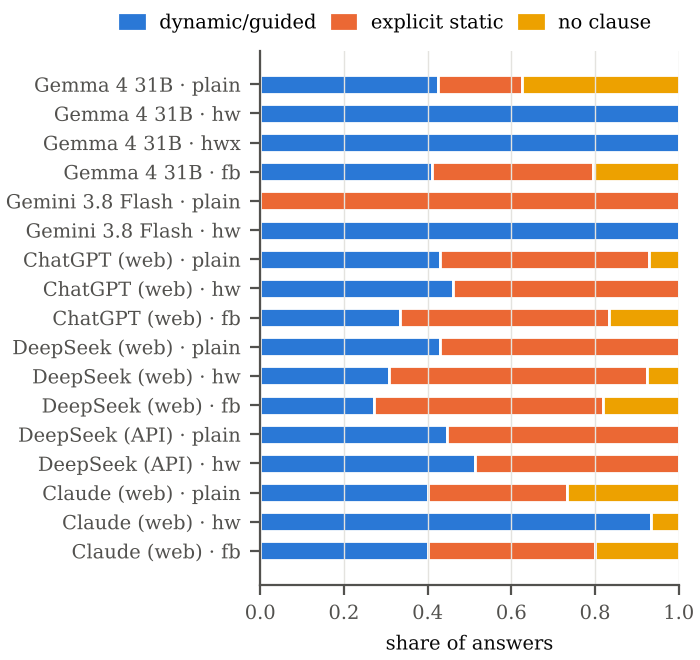 dynamic/guided explicit static no clause
Gemma 4 31B · plain
Gemma 4 31B · hw
Gemma 4 31B · hwx
Gemma 4 31B · fb
Gemini 3.8 Flash · plain
Gemini 3.8 Flash · hw
ChatGPT (web) · plain
ChatGPT (web) · hw
ChatGPT (web) · fb
DeepSeek (web) · plain
DeepSeek (web) · hw
DeepSeek (web) · fb
DeepSeek (API) · plain
DeepSeek (API) · hw
Claude (web) · plain
Claude (web) · hw
Claude (web) · fb
0.0 0.2 0.4 0.6 0.8 1.0
share of answers